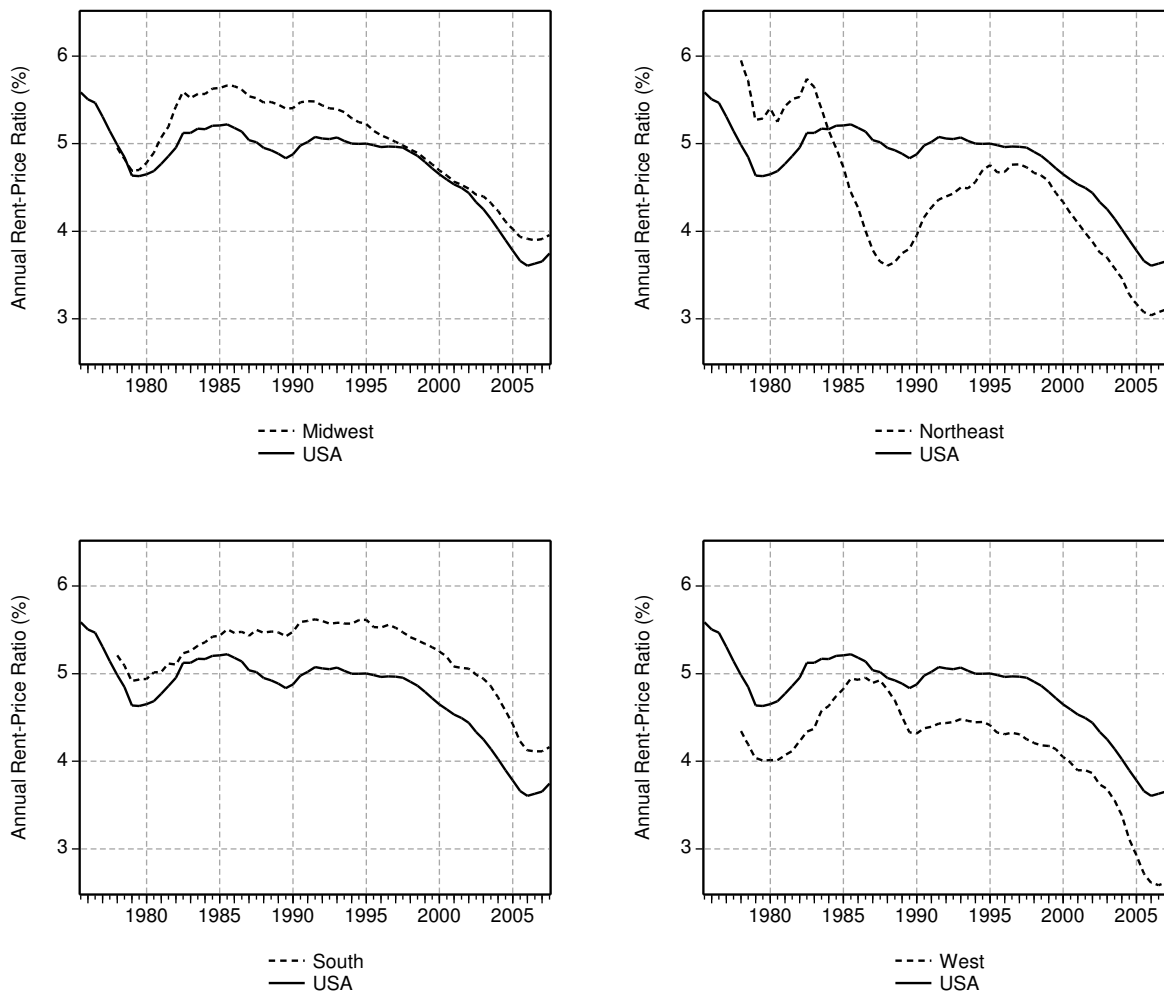 Annual Rent-Price Ratio (%)
6
5
4
3
1980 1985 1990 1995 2000 2005
Midwest
USA
Annual Rent-Price Ratio (%)
6
5
4
3
1980 1985 1990 1995 2000 2005
Northeast
USA
Annual Rent-Price Ratio (%)
6
5
4
3
1980 1985 1990 1995 2000 2005
South
USA
Annual Rent-Price Ratio (%)
6
5
4
3
1980 1985 1990 1995 2000 2005
West
USA